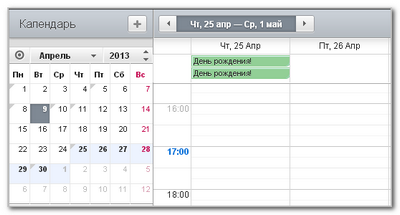 Календарь +
Чт, 25 апр — Ср, 1 май
Апрель 2013
Пн Вт Ср Чт Пт Сб Вс
1 2 3 4 5 6 7
8 9 10 11 12 13 14
15 16 17 18 19 20 21
22 23 24 25 26 27 28
29 30 1 2 3 4 5
6 7 8 9 10 11 12
Чт, 25 Апр
Пт, 26 Апр
День рождения!
День рождения!
16:00
17:00
18:00